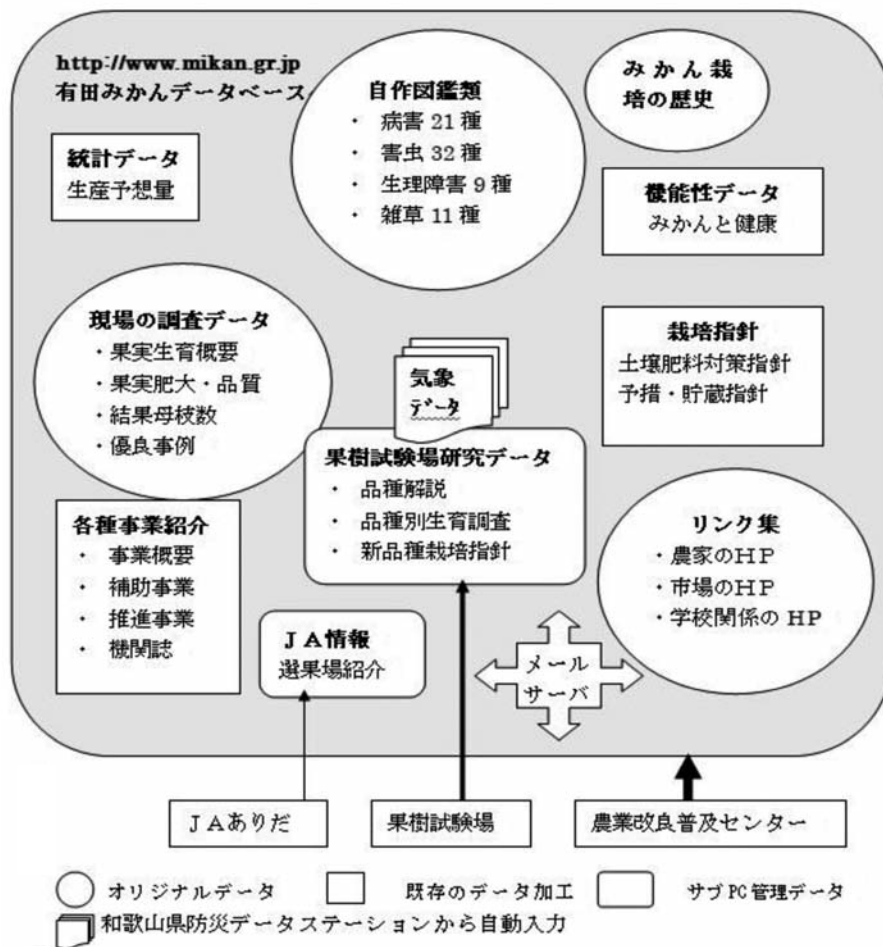 http://www.mikan.gr.jp
有田みかんデータベース
自作図鑑類
・ 病害 21 種
・ 害虫 32 種
・ 生理障害 9 種
・ 雑草 11 種
みかん栽
培の歴史
統計データ
生産予想量
機能性データ
みかんと健康
現場の調査データ
・果実生育概要
・果実肥大・品質
・結果母枝数
・優良事例
気象
データ
栽培指針
土壌肥料対策指針
予措・貯蔵指針
果樹試験場研究データ
・ 品種解説
・ 品種別生育調査
・ 新品種栽培指針
各種事業紹介
・ 事業概要
・ 補助事業
・ 推進事業
・ 機関誌
リンク集
・農家のHP
・市場のHP
・学校関係の HP
JA情報
選果場紹介
メール
サーバ
JAありだ
果樹試験場
農業改良普及センター
オリジナルデータ
既存のデータ加工
サブPC管理データ
和歌山県防災データステーションから自動入力